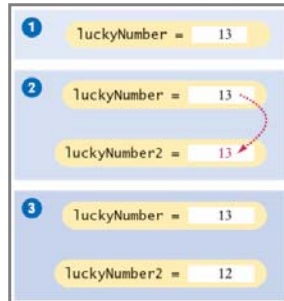 1
luckyNumber = 13
2
luckyNumber = 13
luckyNumber2 = 13
3
luckyNumber = 13
luckyNumber2 = 12